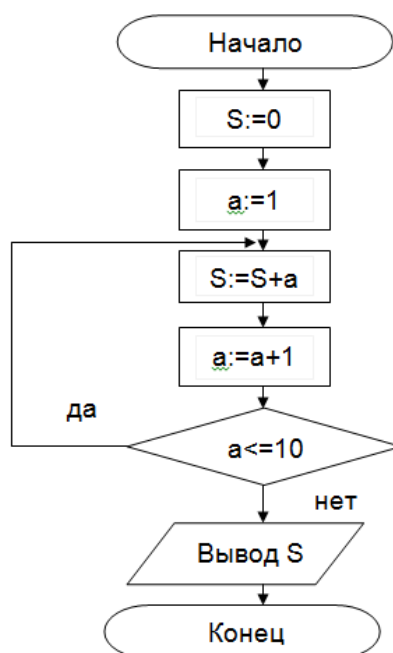 Начало
S:=0
a:=1
S:=S+a
a:=a+1
да
a<=10
нет
Вывод S
Конец